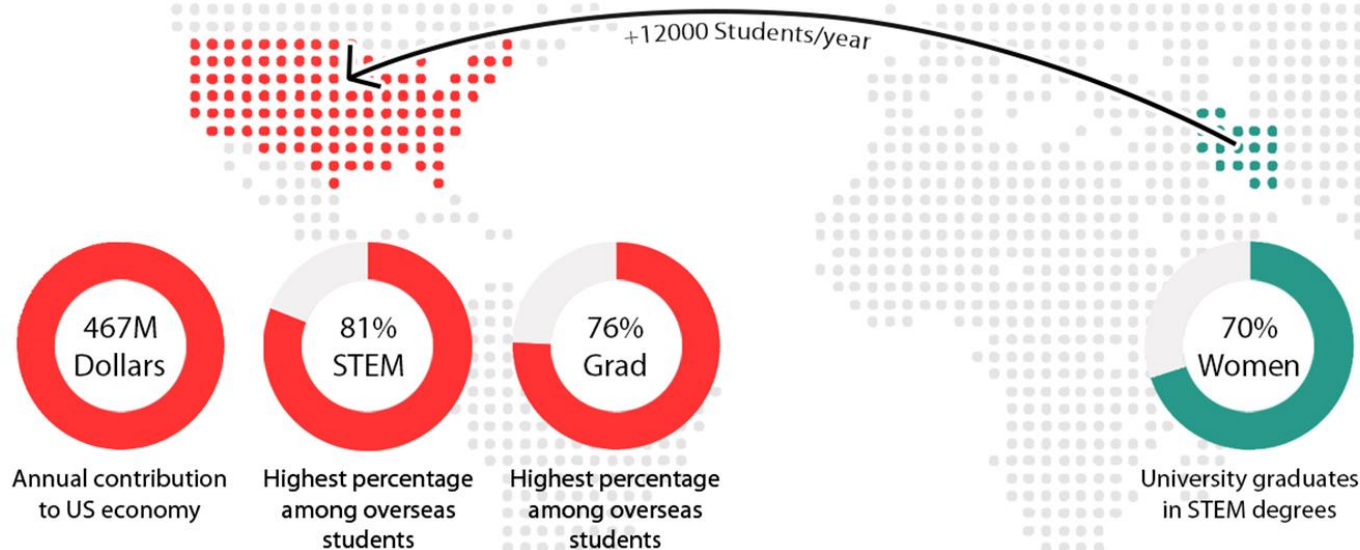 +12000 Students/year
467M
Dollars
Annual contribution
to US economy
81%
STEM
Highest percentage
among overseas
students
76%
Grad
Highest percentage
among overseas
students
70%
Women
University graduates
in STEM degrees